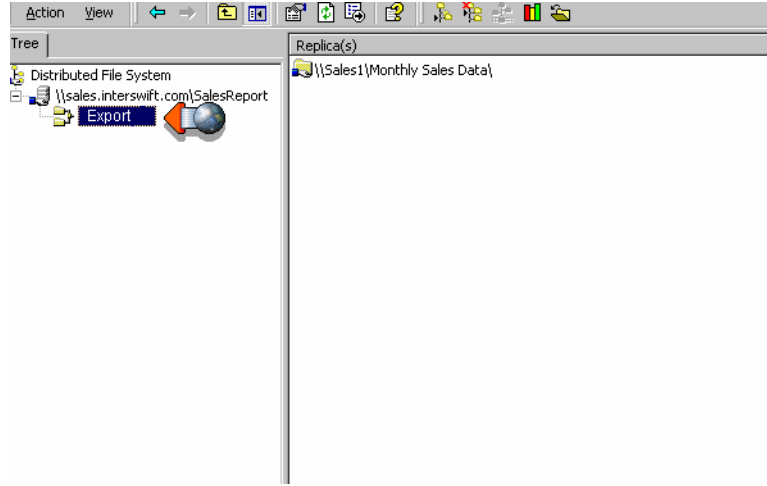 Action View
Tree
Replica(s)
Distributed File System
\\Sales1\Monthly Sales Data\
\\sales.interswift.com\SalesReport
Export